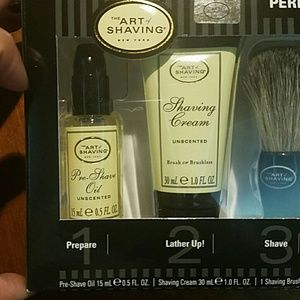 PER
THE
ART of
SHAVING
NEW YORK
THE
ART of
SHAVING
Shaving
Cream
UNSCENTED
Brush or Brushless
30 mL ℮ 1.0 FL. OZ.
THE
ART of
SHAVING
Pre-Shave
Oil
UNSCENTED
15 mL ℮ 0.5 FL. OZ.
THE
ART of
SHAVING
1 2 3
Prepare Lather Up! Shave
Pre-Shave Oil 15 mL ℮ 0.5 FL. OZ. | Shaving Cream 30 mL ℮ 1.0 FL. OZ. | 1 Shaving Brush